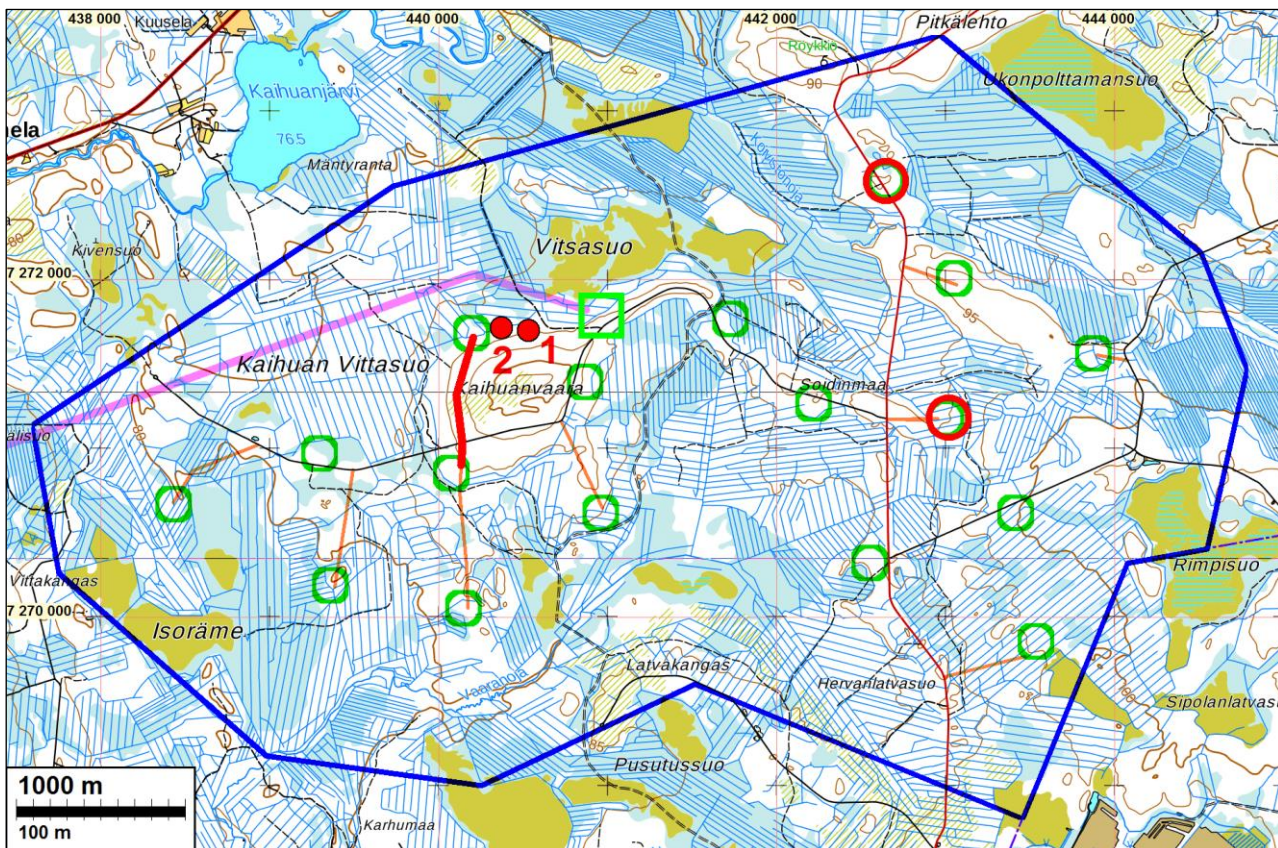 438 000
440 000
442 000
444 000
Kuusela
Pitkälehto
Röykkiö
Kaihuanjärvi
76.5
90
Ukonpolttamansuo
Mäntyranta
Kivensuo
Vitsasuo
7 272 000
95
Kaihuan Vittasuo
2
1
Kaihuanvaara
Soidinmaa
80
Vittakangas
Rimpisuo
7 270 000
Isoräme
Latvakangas
Vaaranoja
Hervanlatvasuo
100
85
Pusutussuo
1000 m
100 m
Karhumaa